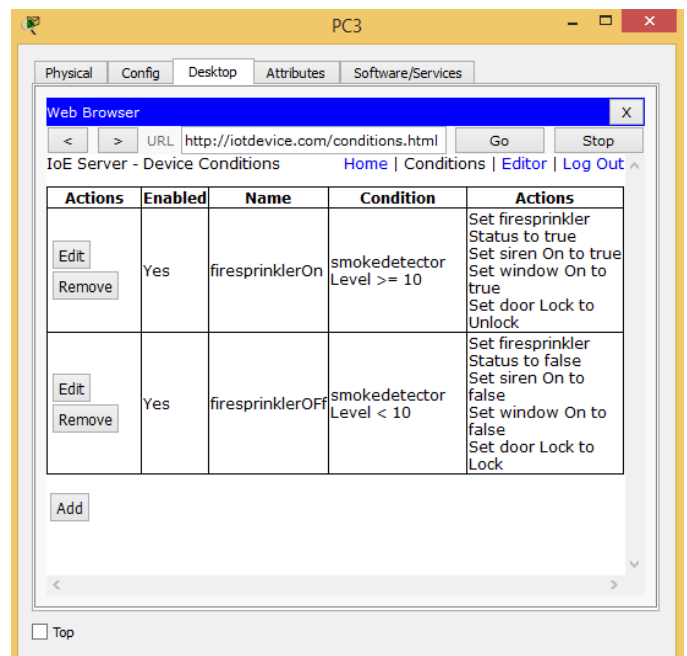 PC3
Physical Config Desktop Attributes Software/Services
Web Browser X
< > URL http://iotdevice.com/conditions.html Go Stop
IoE Server - Device Conditions Home | Conditions | Editor | Log Out
Actions Enabled Name Condition Actions
Edit
Remove
Yes
firesprinklerOn
smokedetector
Level >= 10
Set firesprinkler
Status to true
Set siren On to true
Set window On to
true
Set door Lock to
Unlock
Edit
Remove
Yes
firesprinklerOFf
smokedetector
Level < 10
Set firesprinkler
Status to false
Set siren On to
false
Set window On to
false
Set door Lock to
Lock
Add
Top